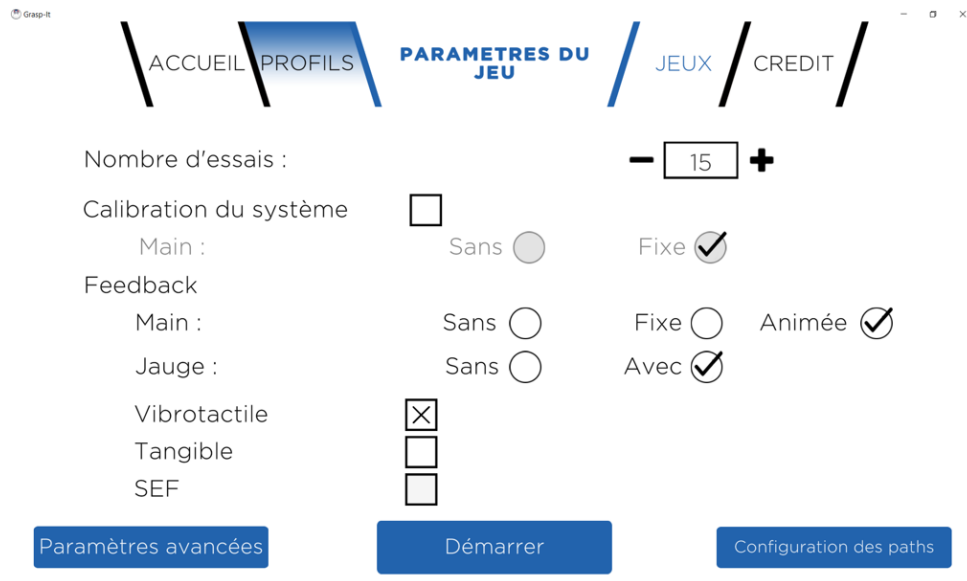 Grasp-It
ACCUEIL PROFILS PARAMETRES DU JEU JEUX CREDIT
Nombre d'essais : 15
Calibration du système
Main : Sans Fixe
Feedback
Main : Sans Fixe Animée
Jauge : Sans Avec
Vibrotactile
Tangible
SEF
Paramètres avancées Démarrer Configuration des paths